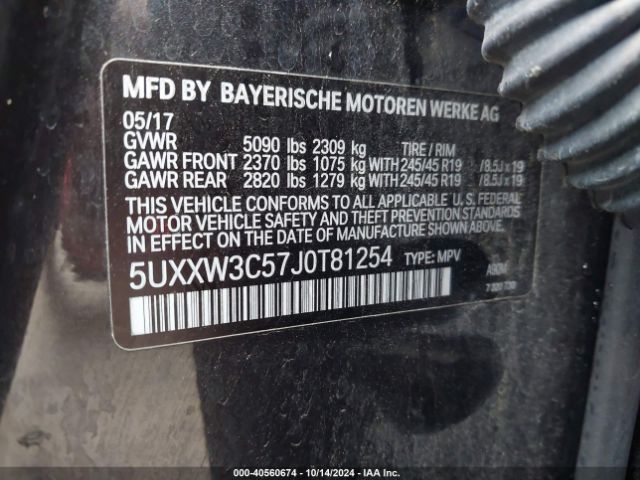 MFD BY BAYERISCHE MOTOREN WERKE AG
05/17
GVWR 5090 lbs 2309 kg TIRE / RIM
GAWR FRONT 2370 lbs 1075 kg WITH 245/45 R19 /8.5J x 19
GAWR REAR 2820 lbs 1279 kg WITH 245/45 R19 /8.5J x 19
THIS VEHICLE CONFORMS TO ALL APPLICABLE U. S. FEDERAL
MOTOR VEHICLE SAFETY AND THEFT PREVENTION STANDARDS
IN EFFECT ON THE DATE OF MANUFACTURE SHOWN ABOVE.
5UXXW3C57J0T81254 TYPE: MPV
000-40560674 | 10/14/2024 | IAA Inc.